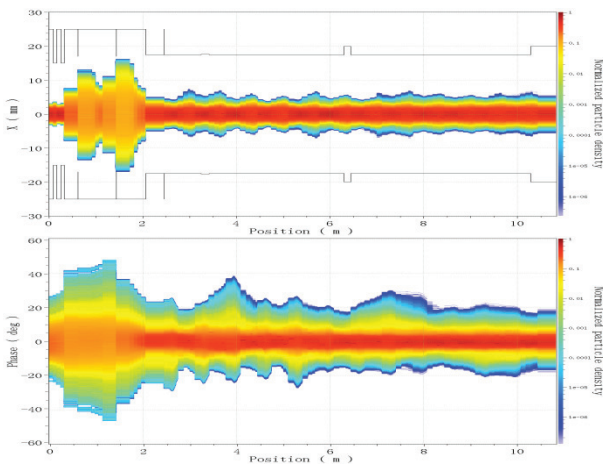 30
20
10
0
-10
-20
-30
X ( mm )
0 2 4 6 8 10
Position ( m )
1
0.1
0.01
0.001
0.0001
1e-05
1e-06
Normalized particle density
60
40
20
0
-20
-40
-60
Phase ( deg )
0 2 4 6 8 10
Position ( m )
1
0.1
0.01
0.001
0.0001
1e-05
1e-06
Normalized particle density